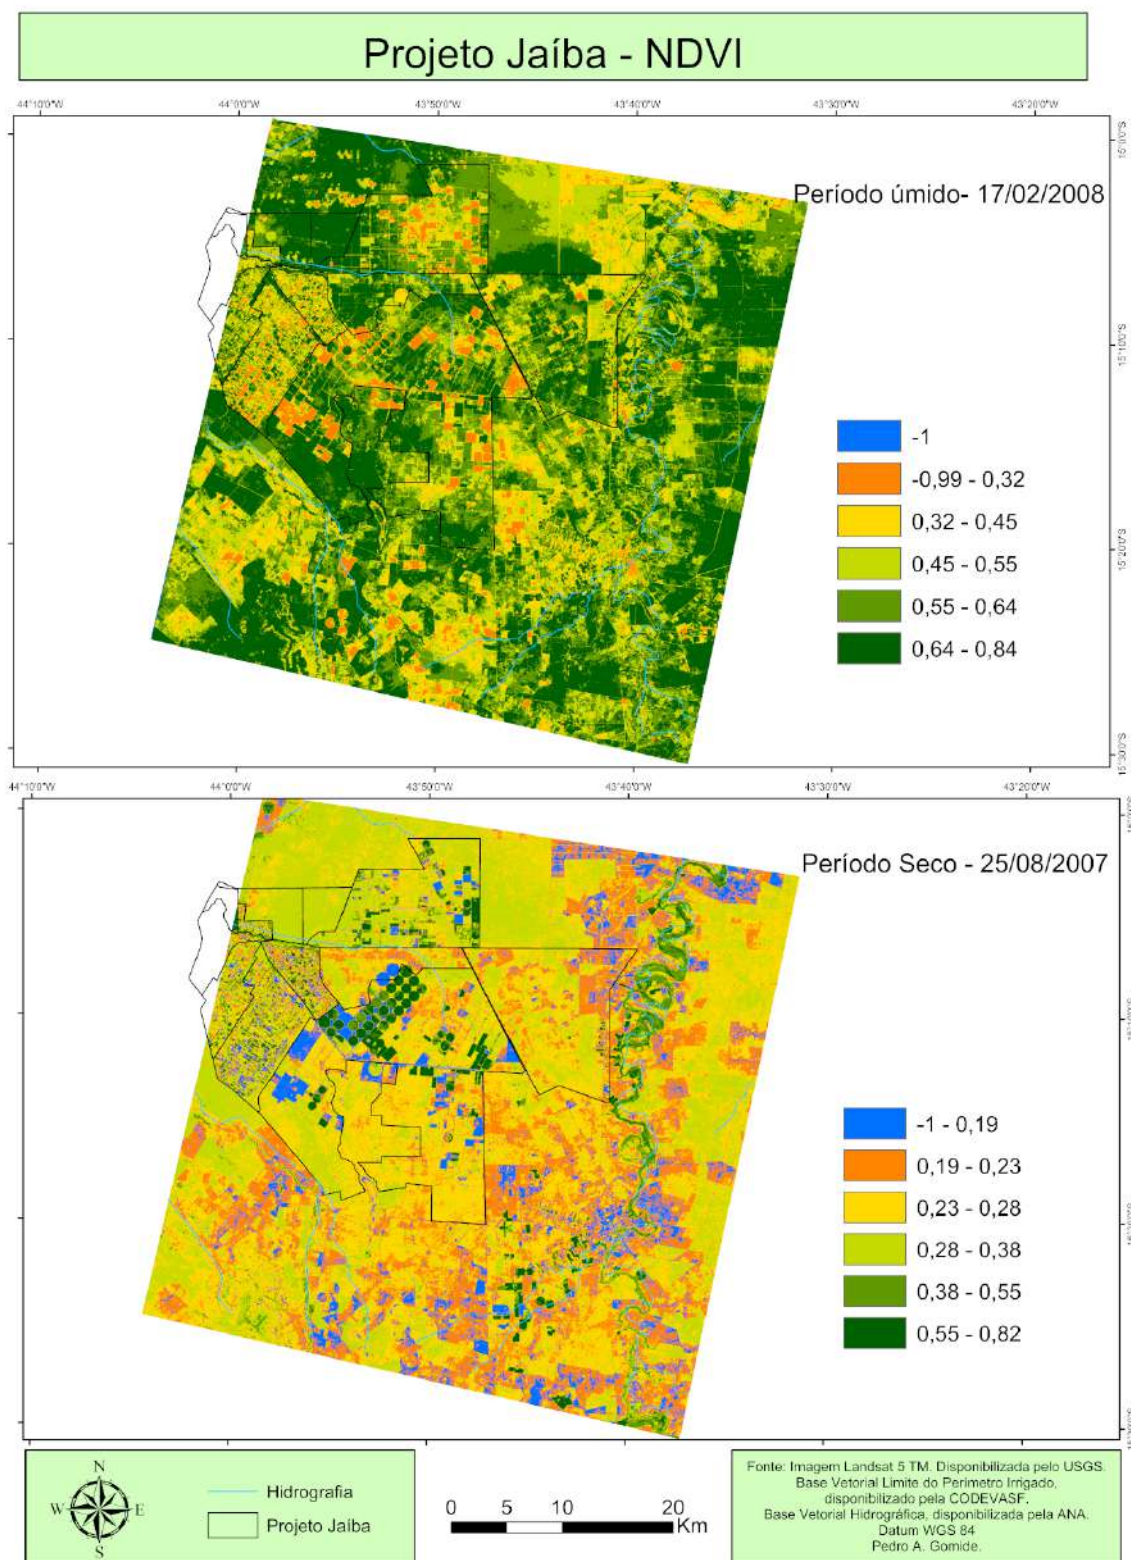 Projeto Jaíba - NDVI
44°10'0"W 44°0'0"W 43°50'0"W 43°40'0"W 43°30'0"W 43°20'0"W
15°0'0"S
Período úmido- 17/02/2008
15°10'0"S
-1
-0,99 - 0,32
0,32 - 0,45
0,45 - 0,55
15°20'0"S
0,55 - 0,64
0,64 - 0,84
15°30'0"S
44°10'0"W 44°0'0"W 43°50'0"W 43°40'0"W 43°30'0"W 43°20'0"W
Período Seco - 25/08/2007
-1 - 0,19
0,19 - 0,23
0,23 - 0,28
0,28 - 0,38
0,38 - 0,55
0,55 - 0,82
N
W E
S
Hidrografia
Projeto Jaíba
0 5 10 20
Km
Fonte: Imagem Landsat 5 TM. Disponibilizada pelo USGS.
Base Vetorial Limite do Perimetro Irrigado,
disponibilizado pela CODEVASF.
Base Vetorial Hidrográfica, disponibilizada pela ANA.
Datum WGS 84
Pedro A. Gomide.